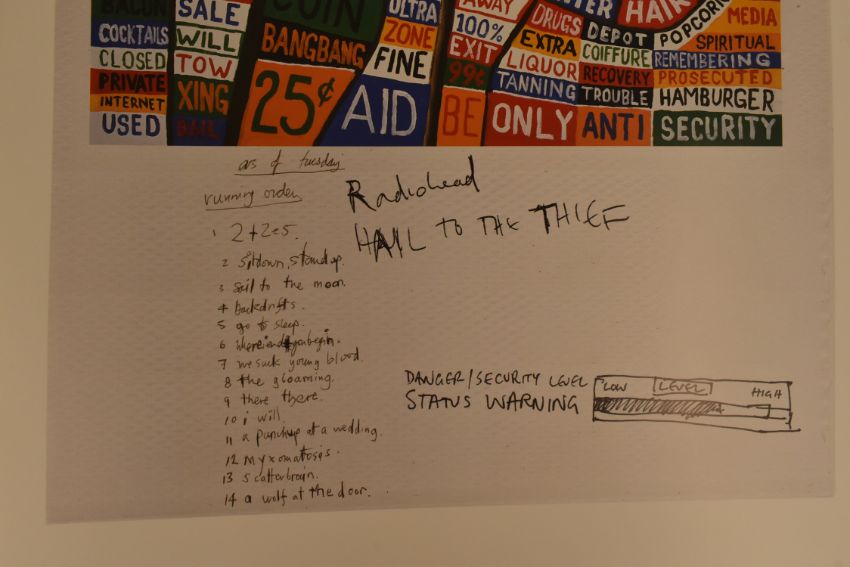 BACON
COCKTAILS
CLOSED
PRIVATE
INTERNET
USED
SALE
WILL
TOW
XING
BAIL
COIN
BANGBANG
25¢
ULTRA
ZONE
FINE
AID
AWAY
100%
EXIT
99¢
BE
DRUGS
EXTRA
LIQUOR
TANNING
ONLY
DEPOT
COIFFURE
RECOVERY
TROUBLE
ANTI
HAIR
POPCORN
MEDIA
SPIRITUAL
REMEMBERING
PROSECUTED
HAMBURGER
SECURITY
as of tuesday
running order
Radiohead
HAIL TO THE THIEF
1 2+2=5.
2 Sitdown, standup.
3 sail to the moon.
4 backdrifts.
5 go to sleep.
6 whereiendyoubegin.
7 we suck young blood.
8 the gloaming.
9 there there.
10 i will.
11 a punchup at a wedding.
12 myxomatosis.
13 scatterbrain.
14 a wolf at the door.
DANGER/SECURITY LEVEL
STATUS WARNING
LOW LEVEL HIGH